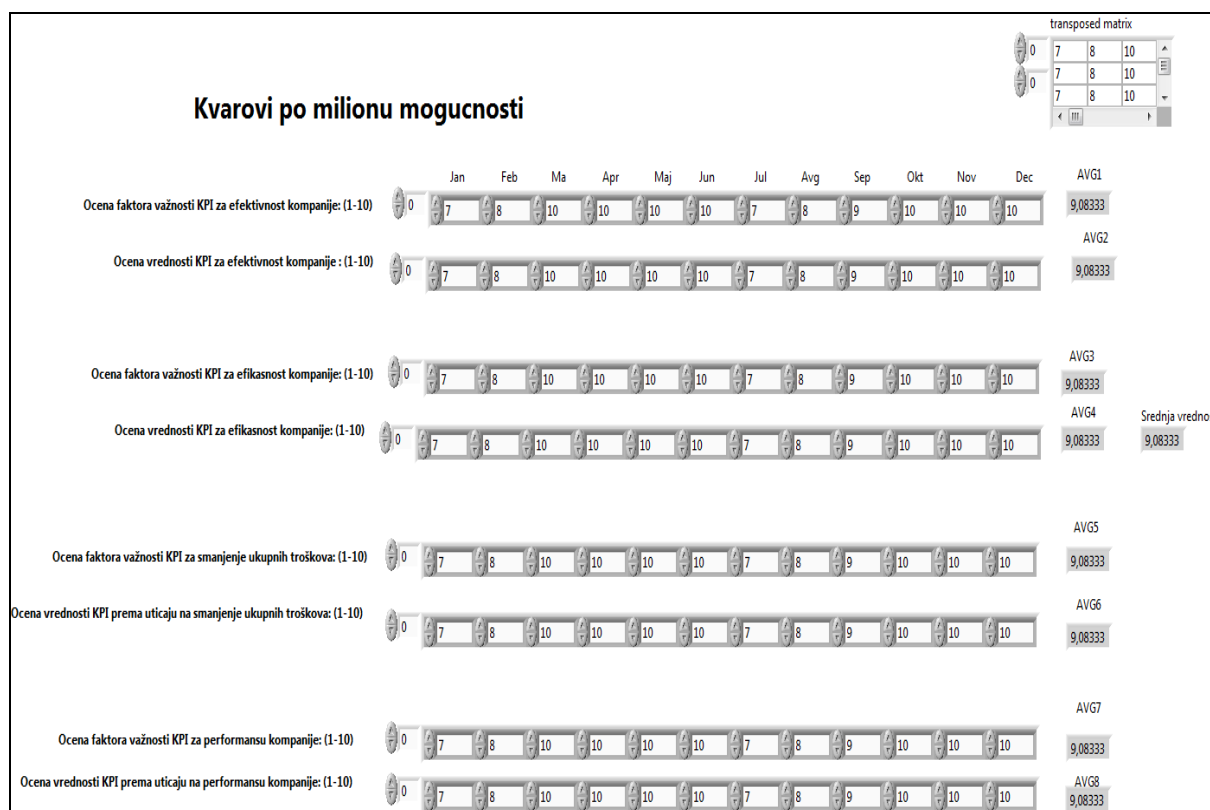 transposed matrix
0 7 8 10
7 8 10
0
7 8 10
Kvarovi po milionu mogucnosti
Jan Feb Ma Apr Maj Jun Jul Avg Sep Okt Nov Dec AVG1
Ocena faktora važnosti KPI za efektivnost kompanije: (1-10) 0 7 8 10 10 10 10 7 8 9 10 10 10 9,08333
AVG2
Ocena vrednosti KPI za efektivnost kompanije : (1-10) 0 7 8 10 10 10 10 7 8 9 10 10 10 9,08333
AVG3
Ocena faktora važnosti KPI za efikasnost kompanije: (1-10) 0 7 8 10 10 10 10 7 8 9 10 10 10 9,08333
AVG4 Srednja vredno
Ocena vrednosti KPI za efikasnost kompanije: (1-10) 0 7 8 10 10 10 10 7 8 9 10 10 10 9,08333 9,08333
AVG5
Ocena faktora važnosti KPI za smanjenje ukupnih troškova: (1-10) 0 7 8 10 10 10 10 7 8 9 10 10 10 9,08333
AVG6
Ocena vrednosti KPI prema uticaju na smanjenje ukupnih troškova: (1-10) 0 7 8 10 10 10 10 7 8 9 10 10 10 9,08333
AVG7
Ocena faktora važnosti KPI za performansu kompanije: (1-10) 0 7 8 10 10 10 10 7 8 9 10 10 10 9,08333
AVG8
Ocena vrednosti KPI prema uticaju na performansu kompanije: (1-10) 0 7 8 10 10 10 10 7 8 9 10 10 10 9,08333